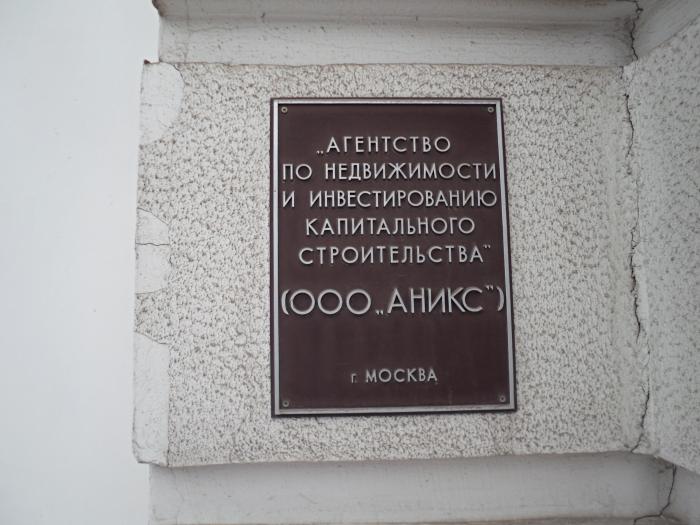 „АГЕНТСТВО
ПО НЕДВИЖИМОСТИ
И ИНВЕСТИРОВАНИЮ
КАПИТАЛЬНОГО
СТРОИТЕЛЬСТВА“
(ООО „АНИКС“)
г. МОСКВА